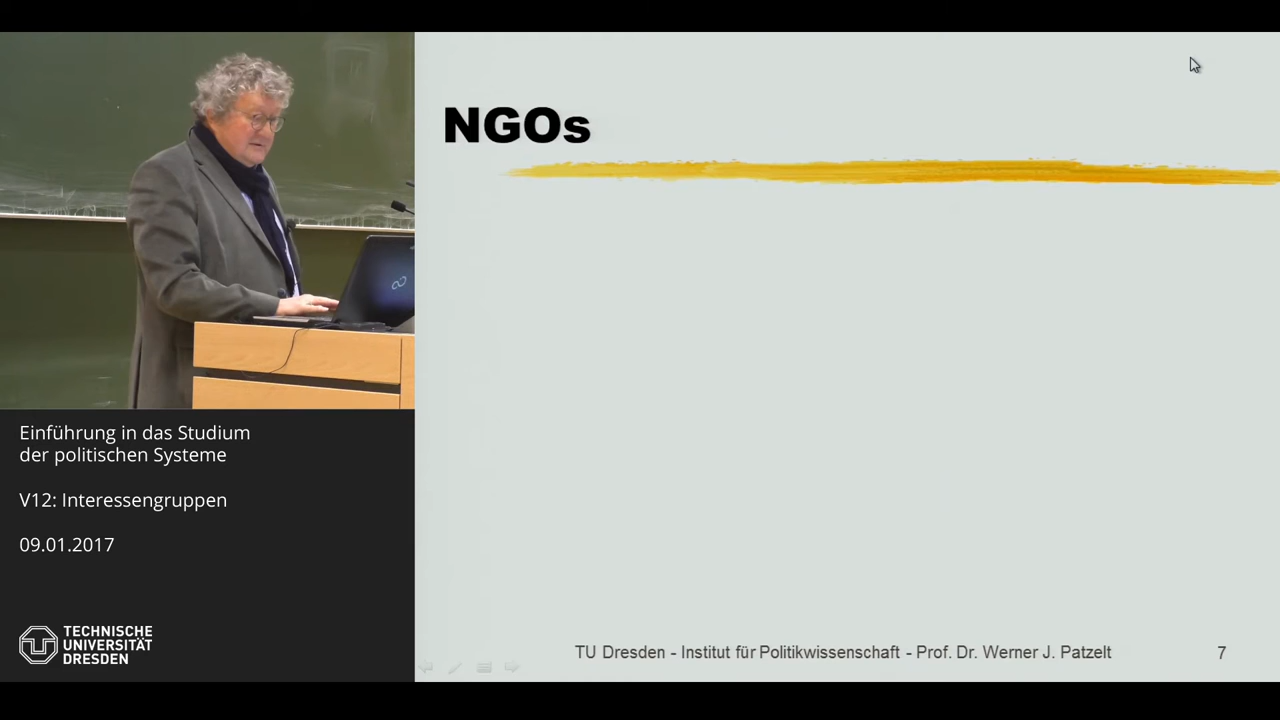 NGOs
Einführung in das Studium
der politischen Systeme
V12: Interessengruppen
09.01.2017
TECHNISCHE
UNIVERSITÄT
DRESDEN
TU Dresden - Institut für Politikwissenschaft - Prof. Dr. Werner J. Patzelt 7